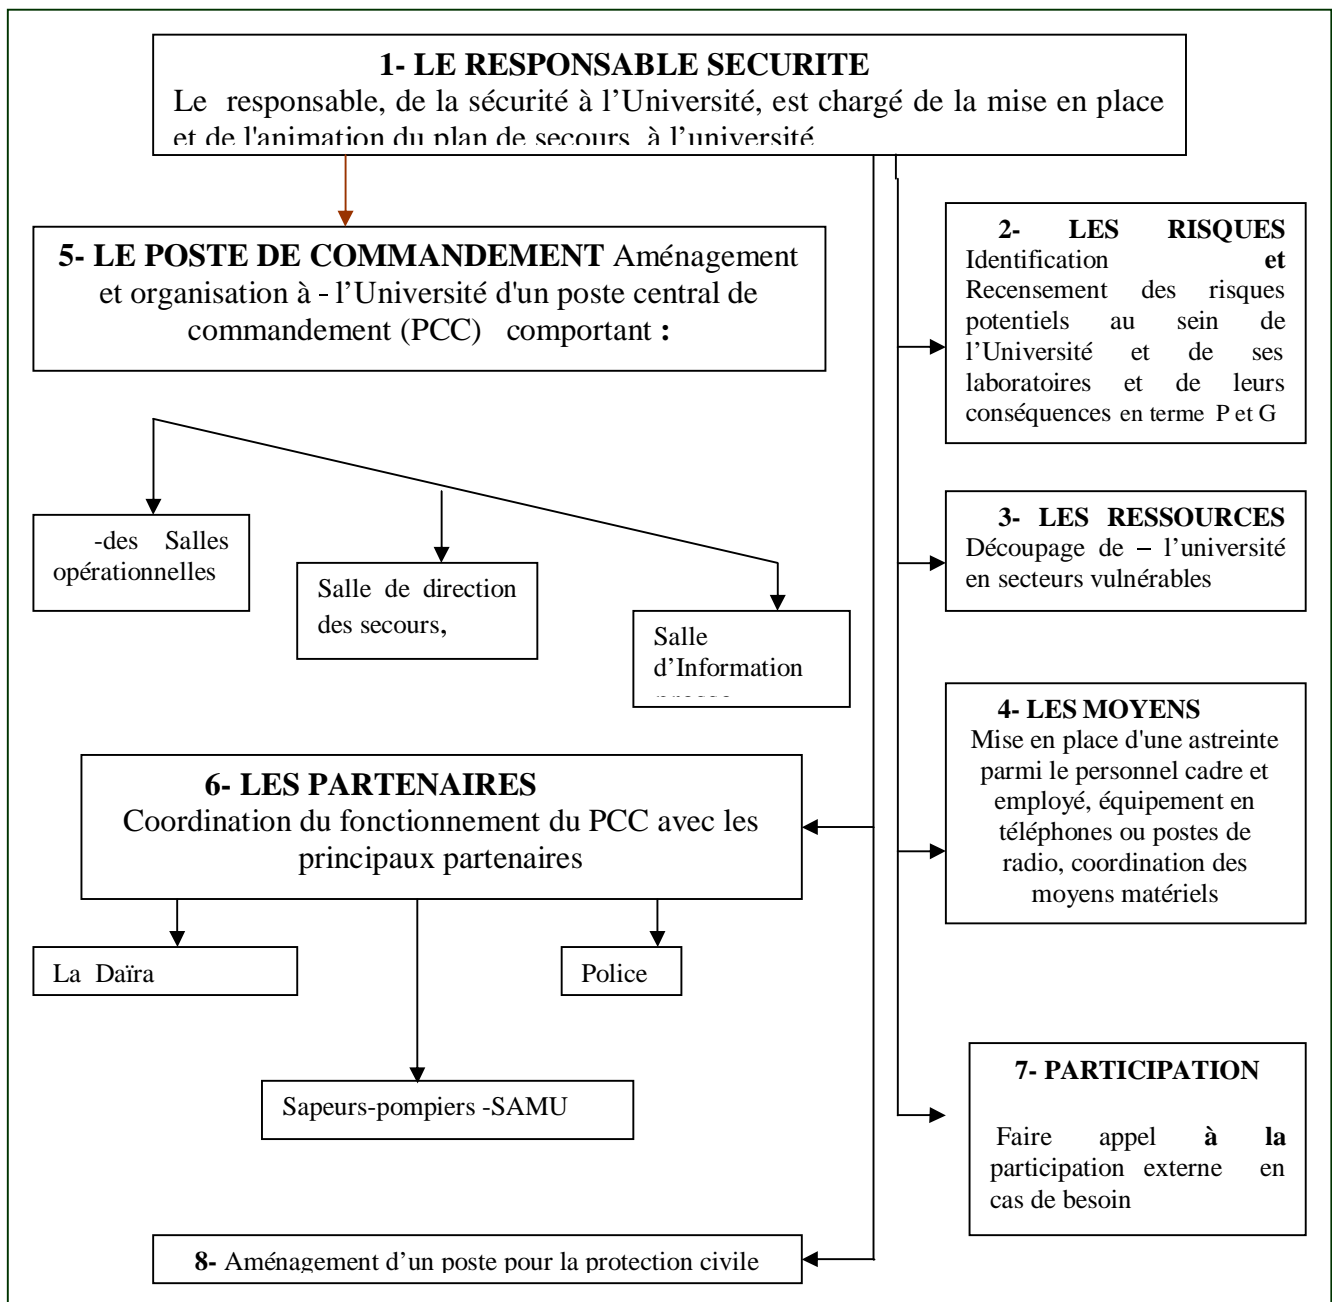 1- LE RESPONSABLE SECURITE
Le responsable, de la sécurité à l’Université, est chargé de la mise en place
et de l'animation du plan de secours à l’université
5- LE POSTE DE COMMANDEMENT Aménagement
et organisation à - l’Université d'un poste central de
commandement (PCC) comportant :
-des Salles
opérationnelles
Salle de direction
des secours,
Salle
d’Information
6- LES PARTENAIRES
Coordination du fonctionnement du PCC avec les
principaux partenaires
La Daïra
Police
Sapeurs-pompiers -SAMU
8- Aménagement d’un poste pour la protection civile
2- LES RISQUES
Identification et
Recensement des risques
potentiels au sein de
l’Université et de ses
laboratoires et de leurs
conséquences en terme P et G
3- LES RESSOURCES
Découpage de – l’université
en secteurs vulnérables
4- LES MOYENS
Mise en place d'une astreinte
parmi le personnel cadre et
employé, équipement en
téléphones ou postes de
radio, coordination des
moyens matériels
7- PARTICIPATION
Faire appel à la
participation externe en
cas de besoin